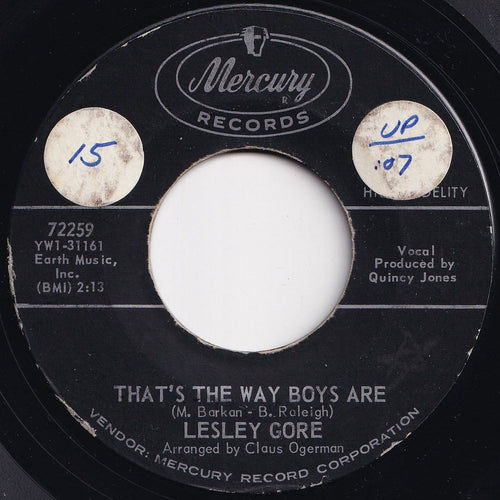 Mercury
R
RECORDS
15
UP
.07
FIDELITY
72259
YW1-31161
Earth Music,
Inc.
(BMI) 2:13
Vocal
Produced by
Quincy Jones
THAT'S THE WAY BOYS ARE
(M. Barkan - B. Raleigh)
LESLEY GORE
Arranged by Claus Ogerman
VENDOR: MERCURY RECORD CORPORATION